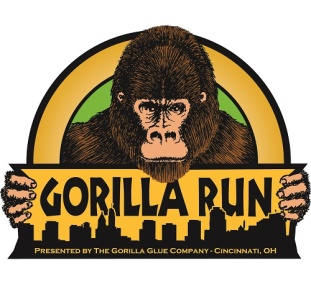 GORILLA RUN
PRESENTED BY THE GORILLA GLUE COMPANY - CINCINNATI, OH